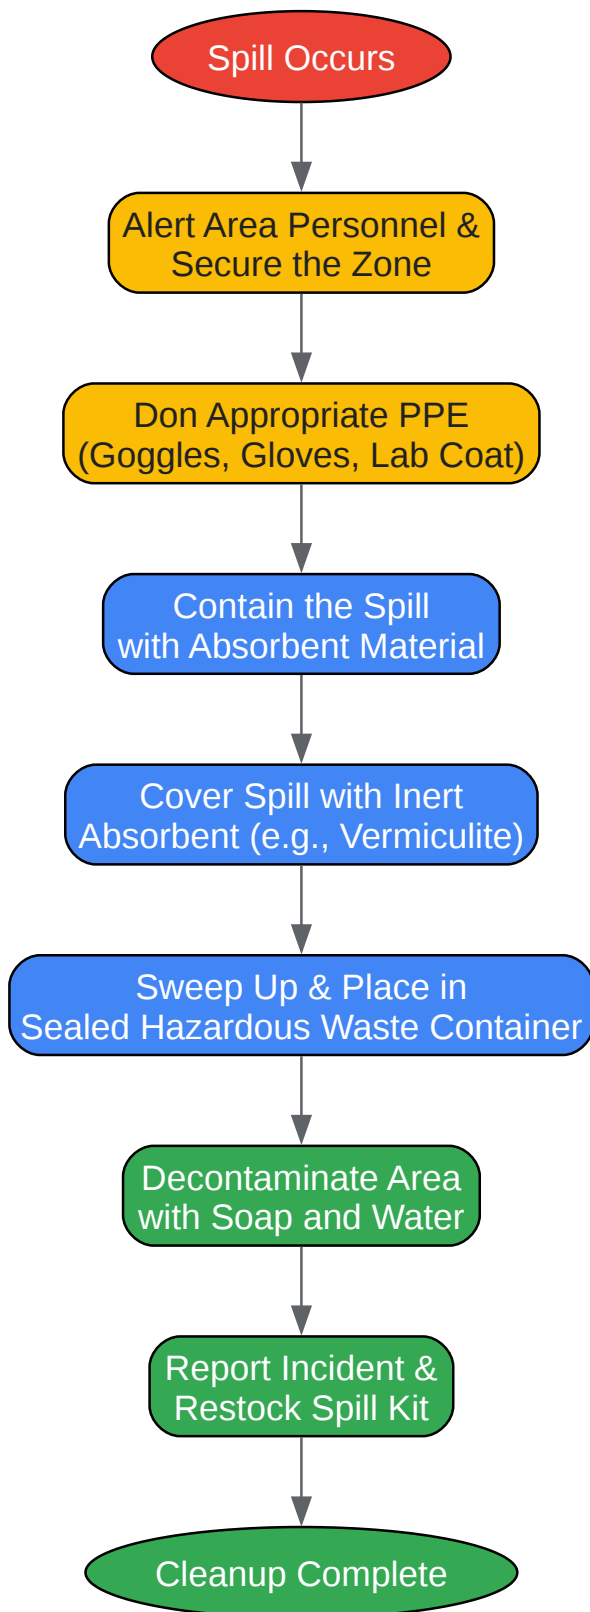 Spill Occurs
Alert Area Personnel &
Secure the Zone
Don Appropriate PPE
(Goggles, Gloves, Lab Coat)
Contain the Spill
with Absorbent Material
Cover Spill with Inert
Absorbent (e.g., Vermiculite)
Sweep Up & Place in
Sealed Hazardous Waste Container
Decontaminate Area
with Soap and Water
Report Incident &
Restock Spill Kit
Cleanup Complete